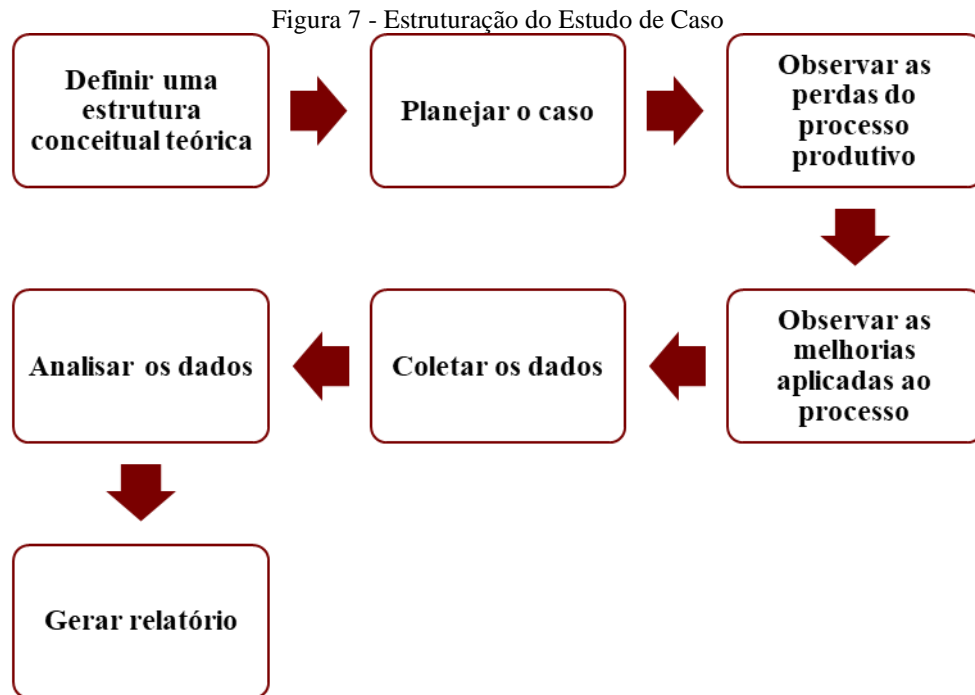 Figura 7 - Estruturação do Estudo de Caso
Definir uma
estrutura
conceitual teórica
Planejar o caso
Observar as
perdas do
processo
produtivo
Observar as
melhorias
aplicadas ao
processo
Coletar os dados
Analisar os dados
Gerar relatório